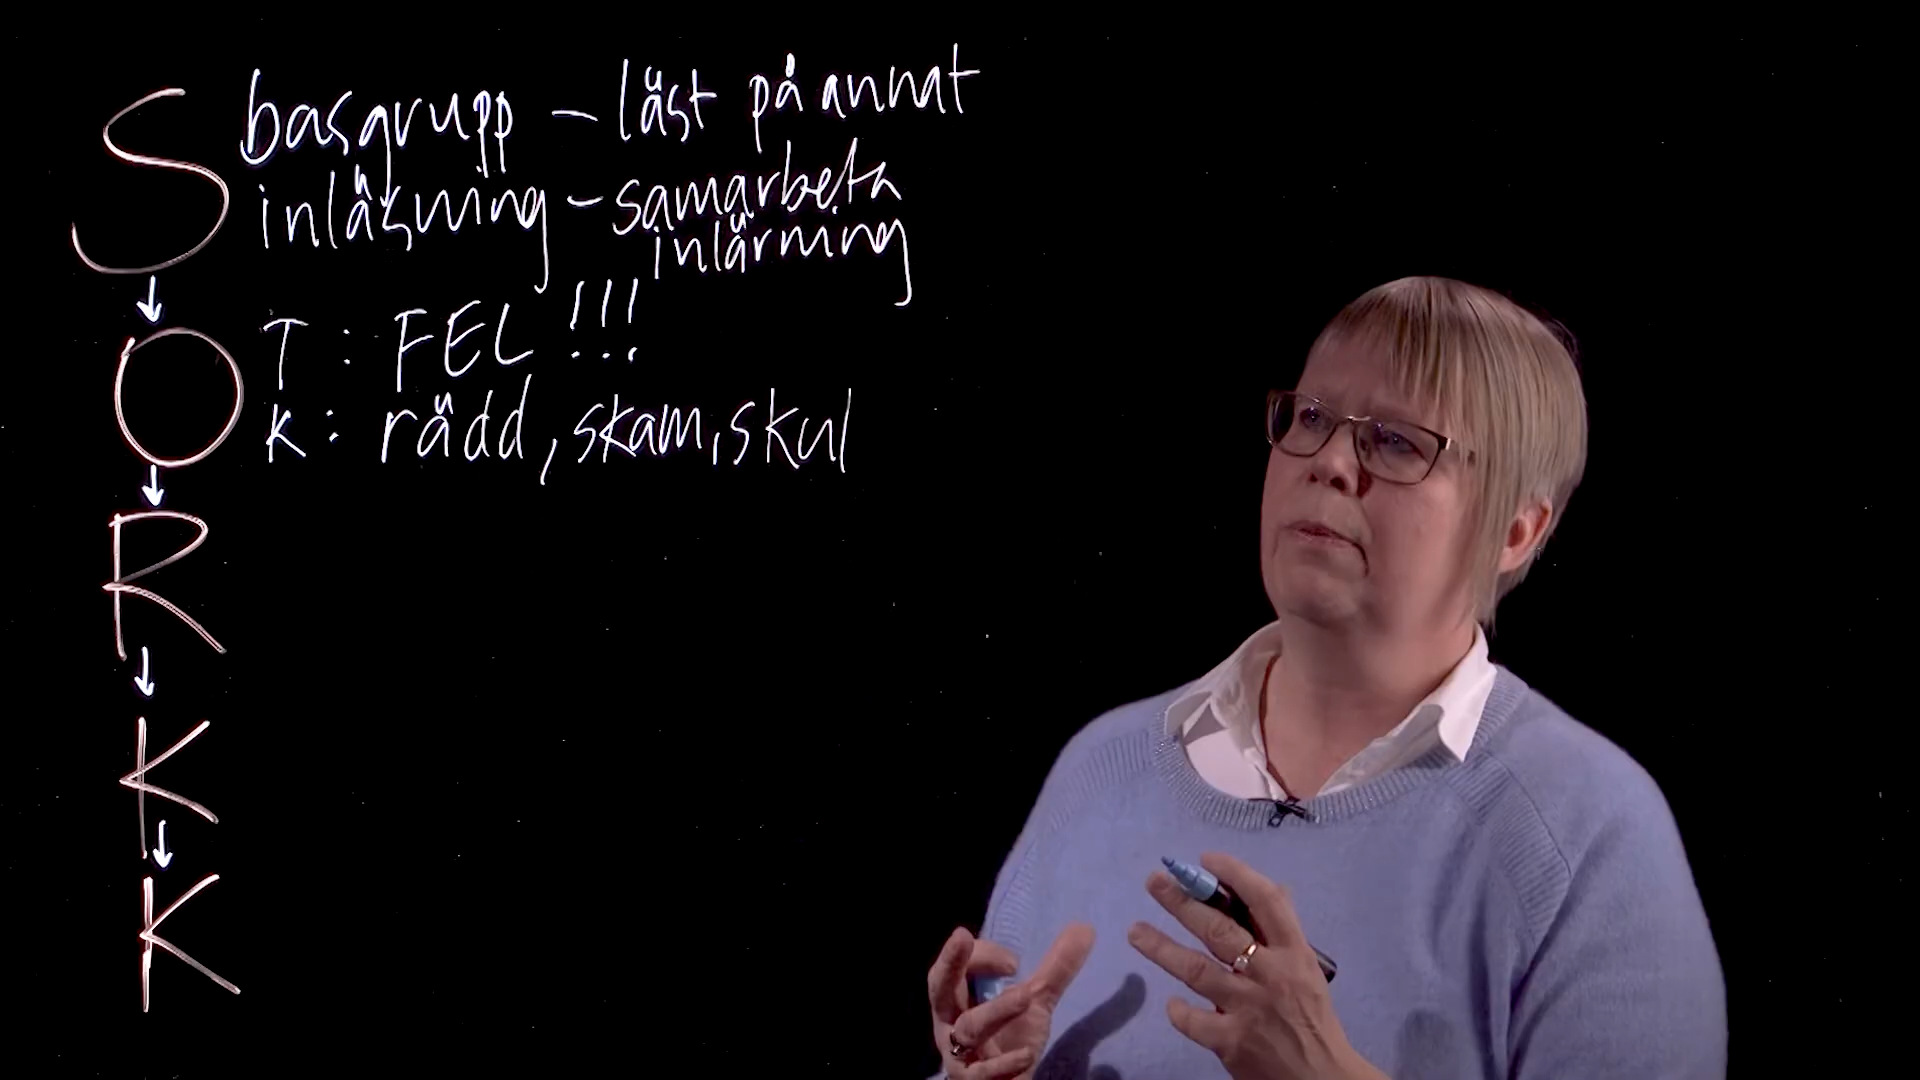 S
basgrupp - läst på annat
inläsning - samarbeta
inlärning
↓
O
T : FEL !!!
K : rädd, skam, skul
↓
R
↓
K
↓
K